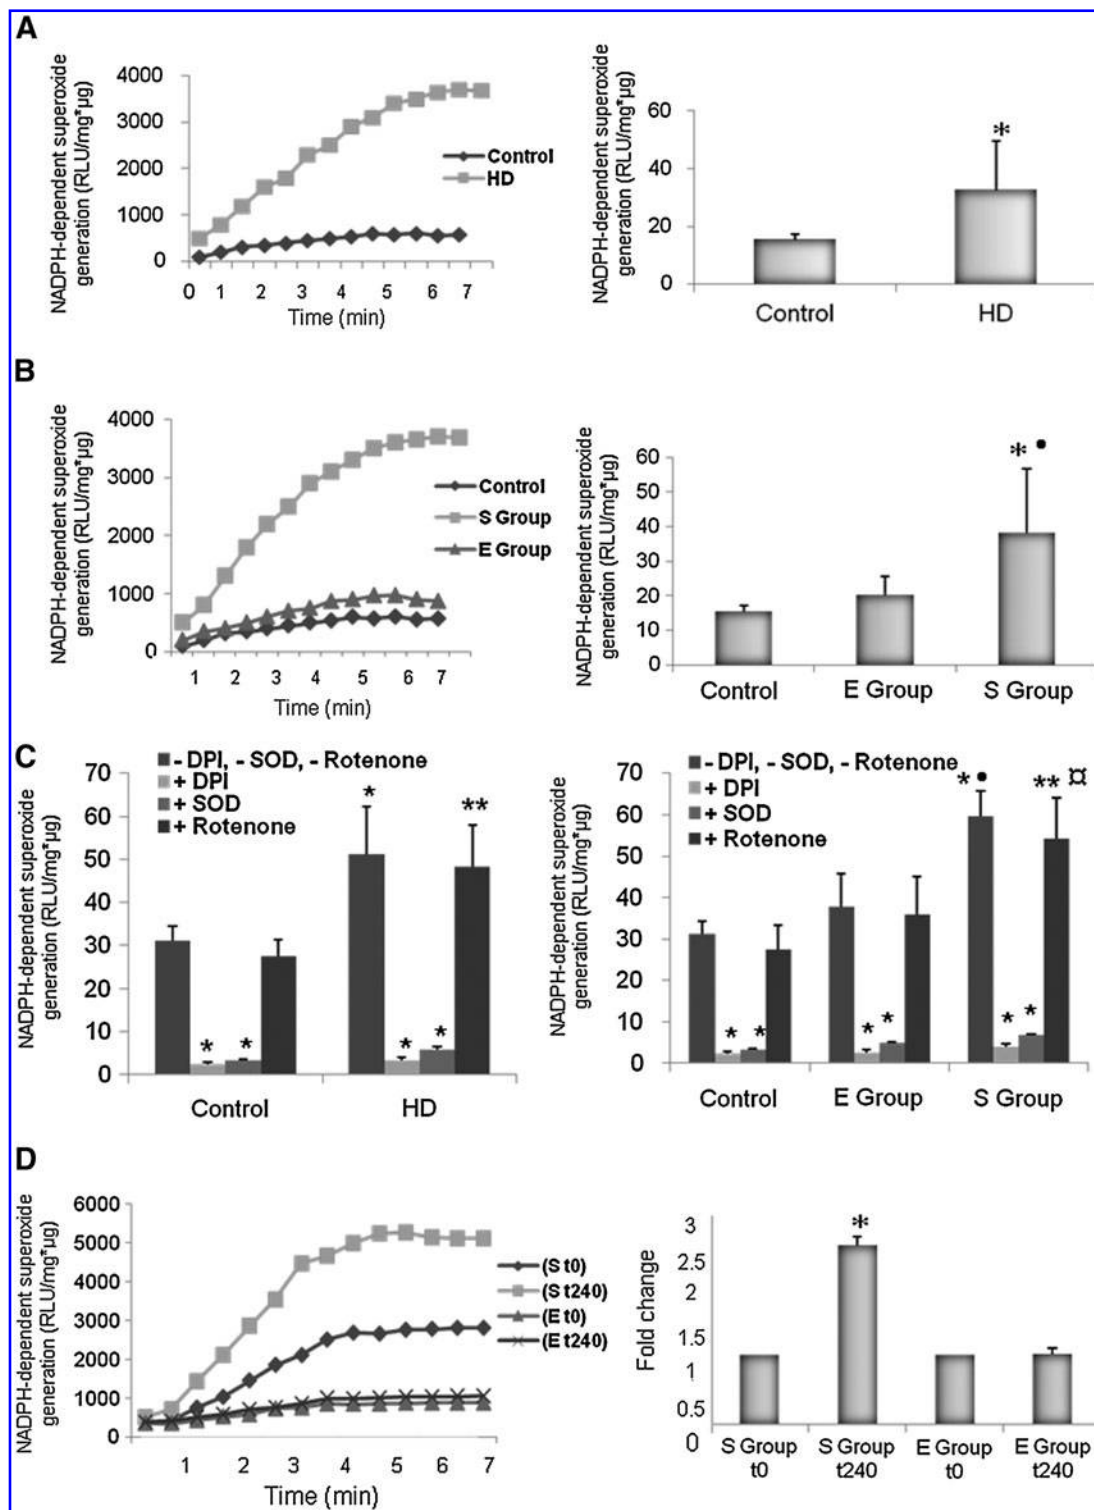 A
NADPH-dependent superoxide
generation (RLU/mg*µg)
4000
3000
2000
1000
0
Control
HD
0 1 2 3 4 5 6 7
Time (min)
NADPH-dependent superoxide
generation (RLU/mg*µg)
60
40
20
0
*
Control HD
B
NADPH-dependent superoxide
generation (RLU/mg*µg)
4000
3000
2000
1000
0
Control
S Group
E Group
1 2 3 4 5 6 7
Time (min)
NADPH-dependent superoxide
generation (RLU/mg*µg)
60
50
40
30
20
10
0
* •
Control E Group S Group
C
- DPI, - SOD, - Rotenone
+ DPI
+ SOD
+ Rotenone
NADPH-dependent superoxide
generation (RLU/mg*µg)
70
60
50
40
30
20
10
0
* **
* * * *
Control HD
- DPI, - SOD, - Rotenone
+ DPI
+ SOD
+ Rotenone
NADPH-dependent superoxide
generation (RLU/mg*µg)
70
60
50
40
30
20
10
0
* • ** ¤
* * * * * *
Control E Group S Group
D
NADPH-dependent superoxide
generation (RLU/mg*µg)
6000
5000
4000
3000
2000
1000
0
(S t0)
(S t240)
(E t0)
(E t240)
1 2 3 4 5 6 7
Time (min)
Fold change
3
2.5
2
1.5
1
0.5
0
*
S Group S Group E Group E Group
t0 t240 t0 t240